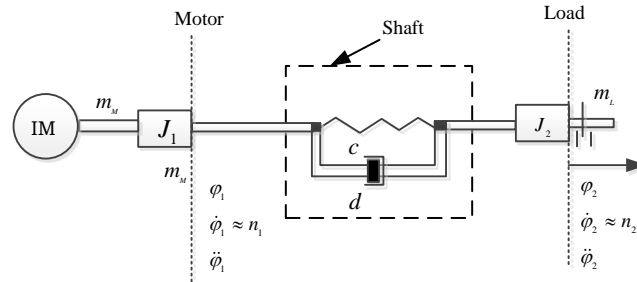 Motor
Load
Shaft
IM
m_M
J_1
J_2
m_L
c
m_M
d
φ_1
φ̇_1 ≈ n_1
φ̈_1
φ_2
φ̇_2 ≈ n_2
φ̈_2